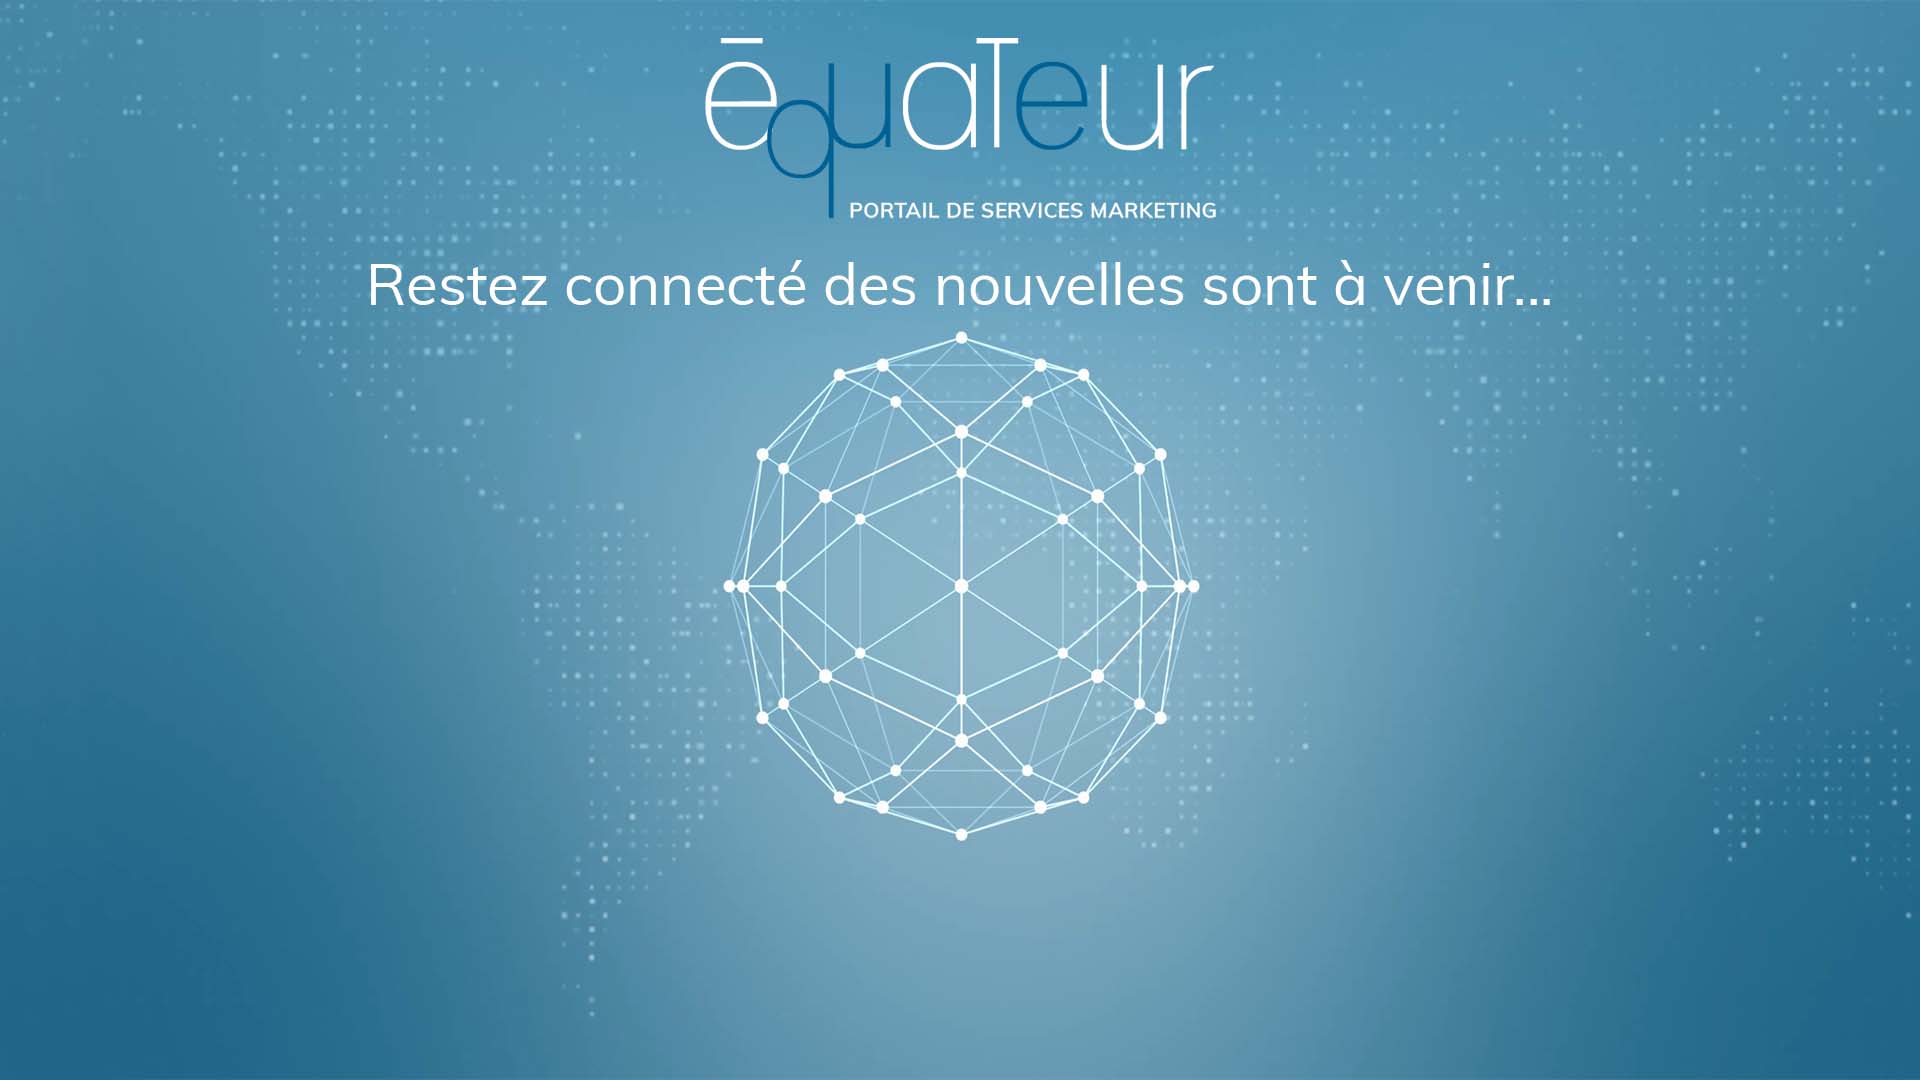 ēquaTeur
PORTAIL DE SERVICES MARKETING
Restez connecté des nouvelles sont à venir...